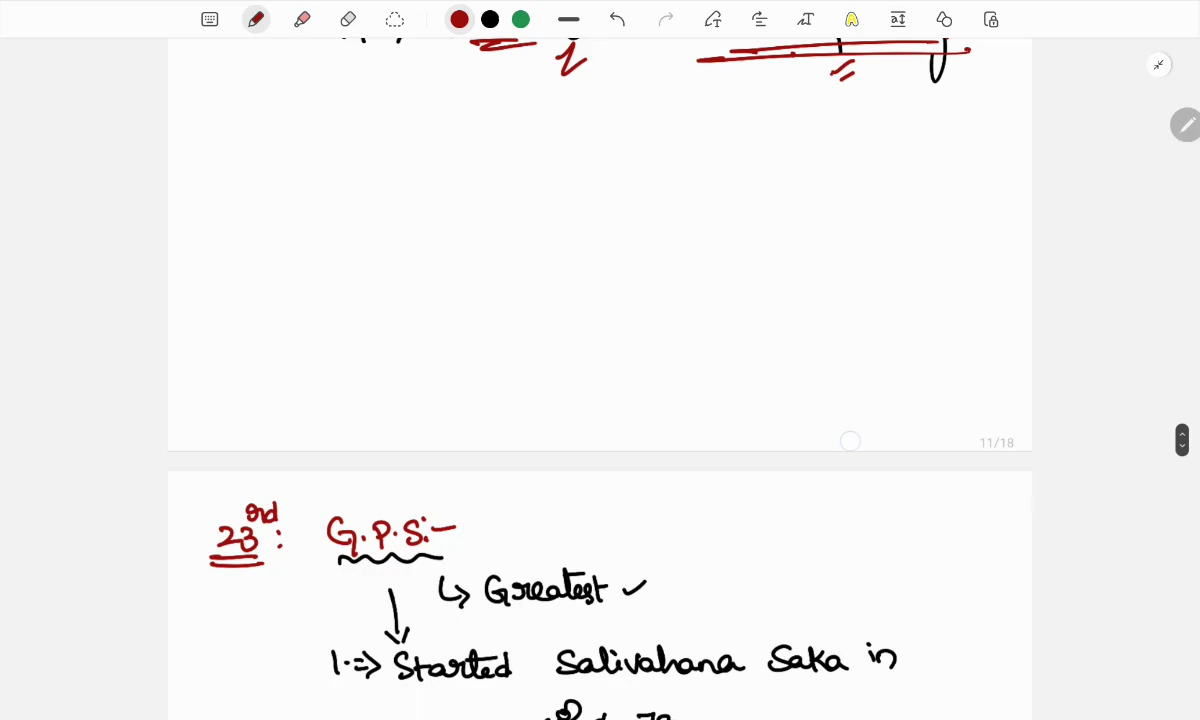 11/18
23rd : G.P.S:-
↳ Greatest ✓
1.⇒ Started Salivahana Saka in